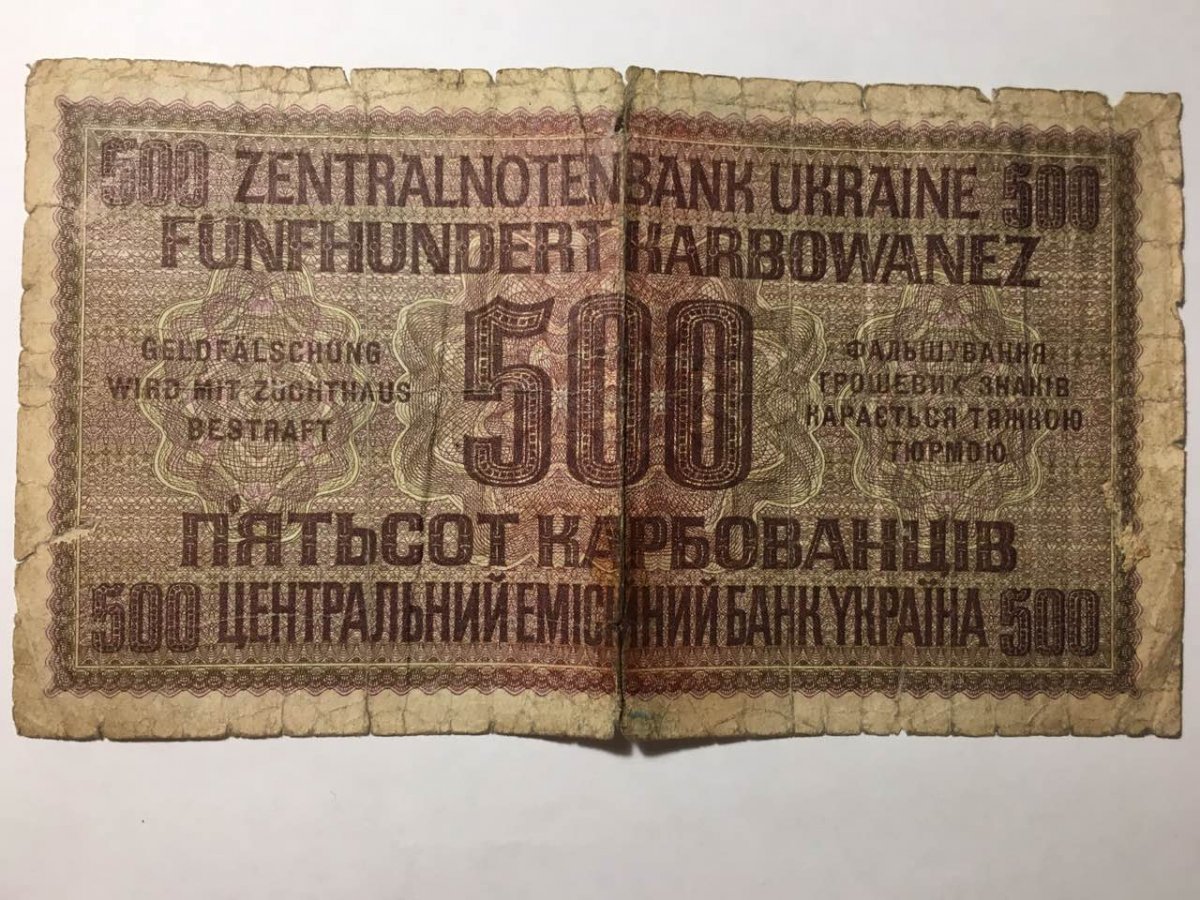 500 ZENTRALNOTENBANK UKRAINE 500
FÜNFHUNDERT KARBOWANEZ
GELDFÄLSCHUNG
WIRD MIT ZUCHTHAUS
BESTRAFT
500
ФАЛЬШУВАННЯ
ГРОШЕВИХ ЗНАКІВ
КАРАЄТЬСЯ ТЯЖКОЮ
ТЮРМОЮ
П'ЯТЬСОТ КАРБОВАНЦІВ
500 ЦЕНТРАЛЬНИЙ ЕМІСІЙНИЙ БАНК УКРАЇНА 500